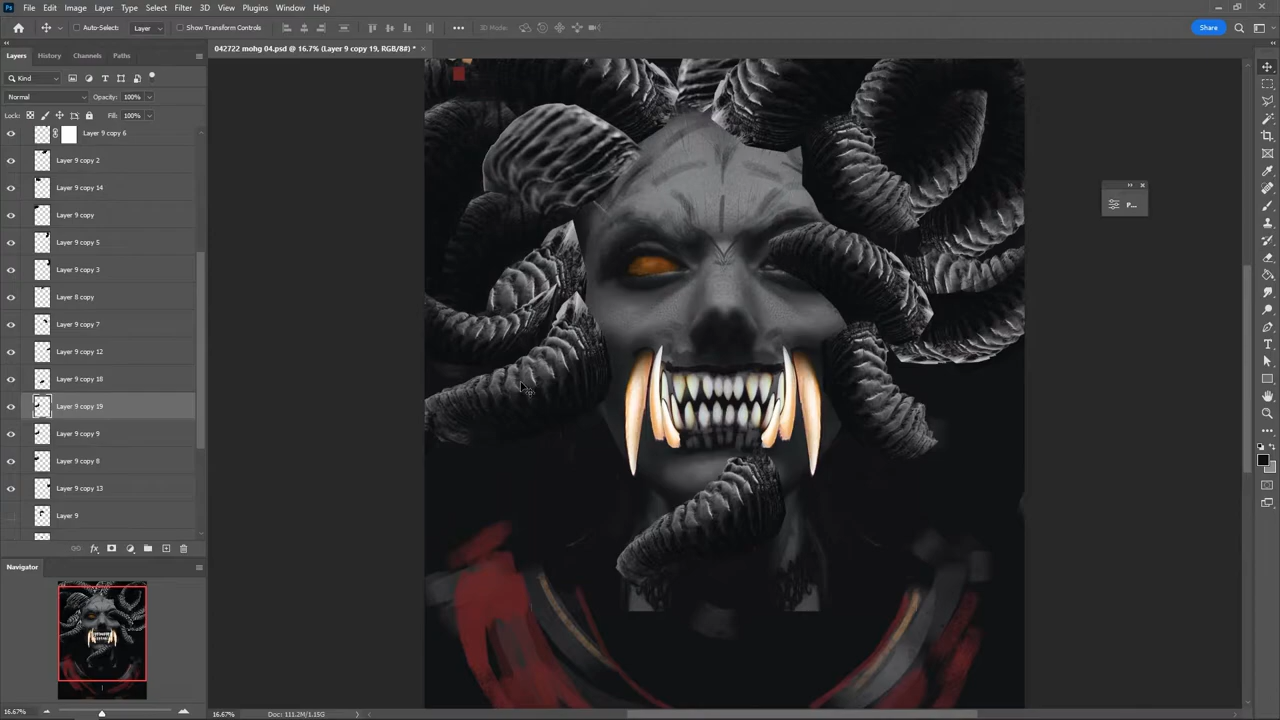 Ps File Edit Image Layer Type Select Filter 3D View Plugins Window Help
Auto-Select: Layer Show Transform Controls 3D Mode: Share
Layers History Channels Paths
042722 mohg 04.psd @ 16.7% (Layer 9 copy 19, RGB/8#) *
Kind
Normal Opacity: 100%
Lock: Fill: 100%
Layer 9 copy 6
Layer 9 copy 2
Layer 9 copy 14
Layer 9 copy
Layer 9 copy 5
Layer 9 copy 3
Layer 8 copy
Layer 9 copy 7
Layer 9 copy 12
Layer 9 copy 18
Layer 9 copy 19
Layer 9 copy 9
Layer 9 copy 8
Layer 9 copy 13
Layer 9
P...
fx
Navigator
16.67%
16.67% Doc: 111.2M/1.15G